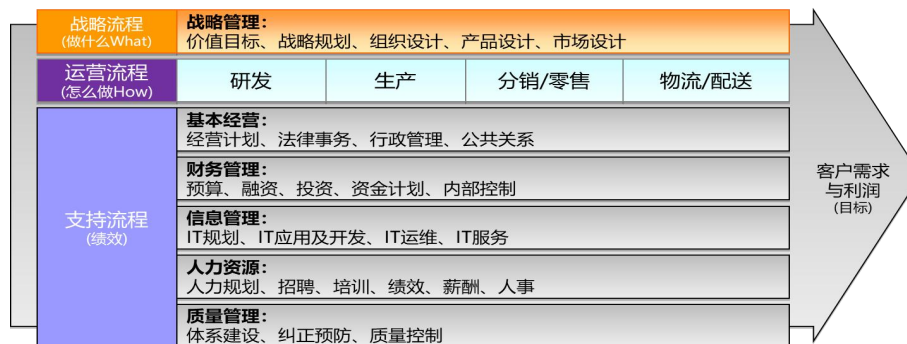 战略流程
(做什么What)
战略管理：
价值目标、战略规划、组织设计、产品设计、市场设计
运营流程
(怎么做How)
研发
生产
分销/零售
物流/配送
支持流程
(绩效)
基本经营：
经营计划、法律事务、行政管理、公共关系
财务管理：
预算、融资、投资、资金计划、内部控制
信息管理：
IT规划、IT应用及开发、IT运维、IT服务
人力资源：
人力规划、招聘、培训、绩效、薪酬、人事
质量管理：
体系建设、纠正预防、质量控制
客户需求
与利润
(目标)